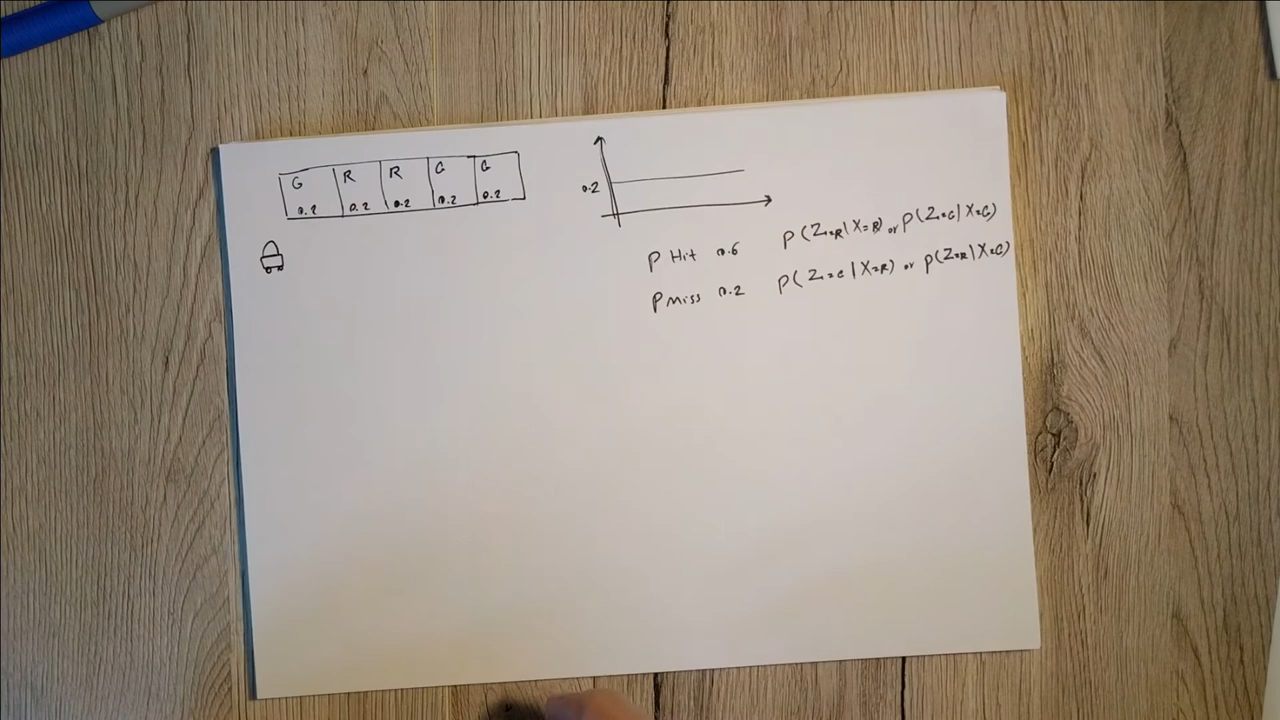 G R R G G
0.2 0.2 0.2 0.2 0.2
0.2
P Hit 0.6 P(Z=R|X=R) or P(Z=G|X=G)
P Miss 0.2 P(Z=G|X=R) or P(Z=R|X=G)